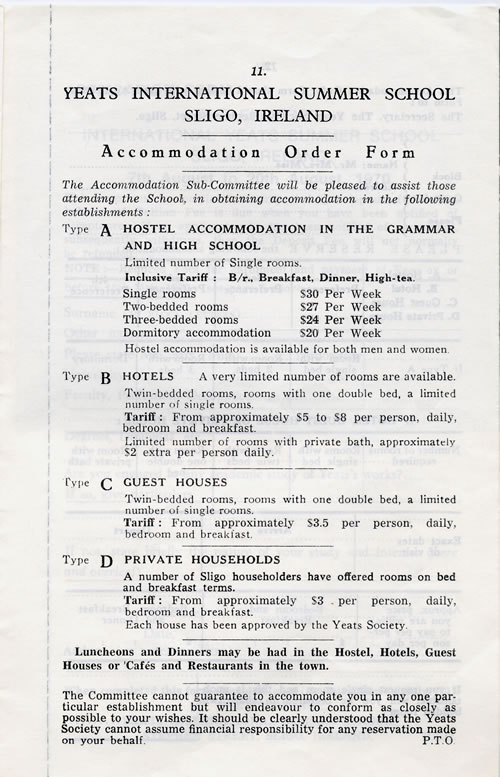 11.
YEATS INTERNATIONAL SUMMER SCHOOL
SLIGO, IRELAND
Accommodation Order Form
The Accommodation Sub-Committee will be pleased to assist those
attending the School, in obtaining accommodation in the following
establishments :
Type A HOSTEL ACCOMMODATION IN THE GRAMMAR
AND HIGH SCHOOL
Limited number of Single rooms.
Inclusive Tariff : B/r., Breakfast, Dinner, High-tea.
Single rooms $30 Per Week
Two-bedded rooms $27 Per Week
Three-bedded rooms $24 Per Week
Dormitory accommodation $20 Per Week
Hostel accommodation is available for both men and women.
Type B HOTELS A very limited number of rooms are available.
Twin-bedded rooms, rooms with one double bed, a limited
number of single rooms.
Tariff : From approximately $5 to $8 per person, daily,
bedroom and breakfast.
Limited number of rooms with private bath, approximately
$2 extra per person daily.
Type C GUEST HOUSES
Twin-bedded rooms, rooms with one double bed, a limited
number of single rooms.
Tariff : From approximately $3.5 per person, daily,
bedroom and breakfast.
Type D PRIVATE HOUSEHOLDS
A number of Sligo householders have offered rooms on bed
and breakfast terms.
Tariff : From approximately $3 per person, daily,
bedroom and breakfast.
Each house has been approved by the Yeats Society.
Luncheons and Dinners may be had in the Hostel, Hotels, Guest
Houses or 'Cafés and Restaurants in the town.
The Committee cannot guarantee to accommodate you in any one par-
ticular establishment but will endeavour to conform as closely as
possible to your wishes. It should be clearly understood that the Yeats
Society cannot assume financial responsibility for any reservation made
on your behalf. P.T.O